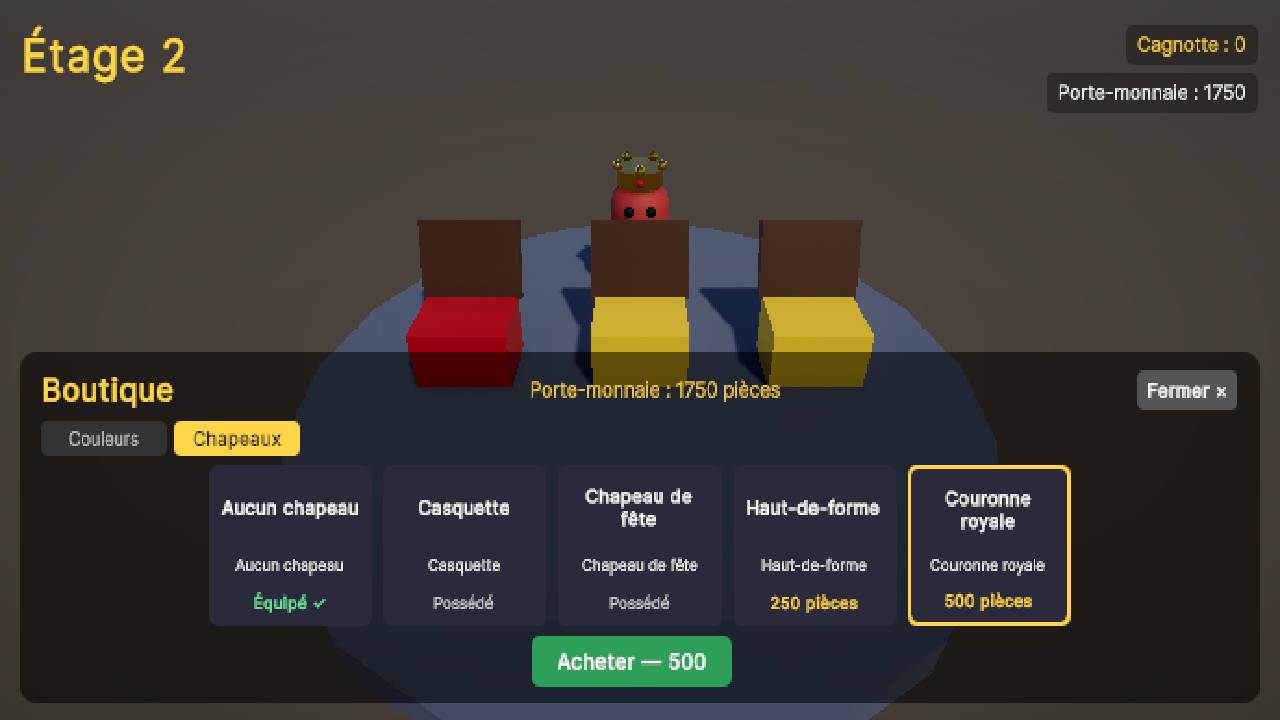 Étage 2
Cagnotte : 0
Porte-monnaie : 1750
Boutique
Porte-monnaie : 1750 pièces
Fermer ×
Couleurs
Chapeaux
Aucun chapeau
Aucun chapeau
Équipé ✓
Casquette
Casquette
Possédé
Chapeau de
fête
Chapeau de fête
Possédé
Haut-de-forme
Haut-de-forme
250 pièces
Couronne
royale
Couronne royale
500 pièces
Acheter — 500